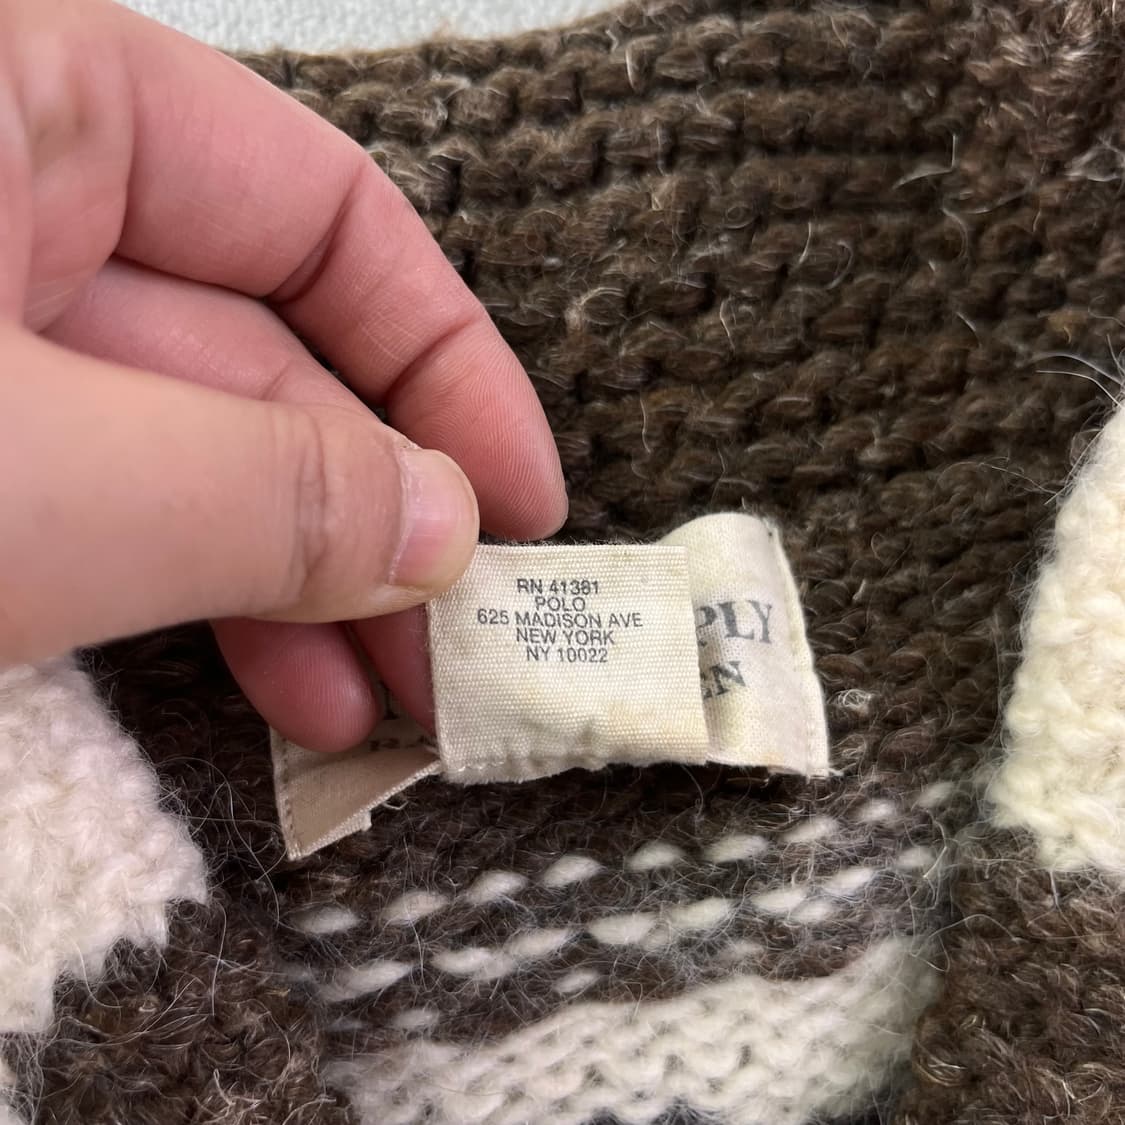 RN 41381
POLO
625 MADISON AVE
NEW YORK
NY 10022
PLY
EN